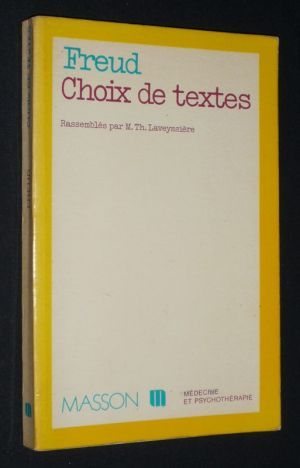 Freud
Choix de textes
Rassemblés par M. Th. Laveyssière
MASSON
MÉDECINE
ET PSYCHOTHÉRAPIE